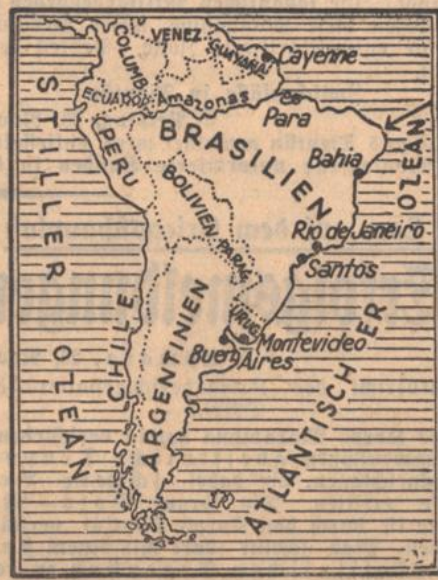 VENEZ
COLUMB
GUAYANA
Cayenne
ECUADOR
Amazonas
Para
PERU
BRASILIEN
Bahia
BOLIVIEN
PARAG
Rio de Janeiro
Santos
URUG
Montevideo
Buen
Aires
ARGENTINIEN
CHILE
STILLER OZEAN
ATLANTISCHER
OZEAN